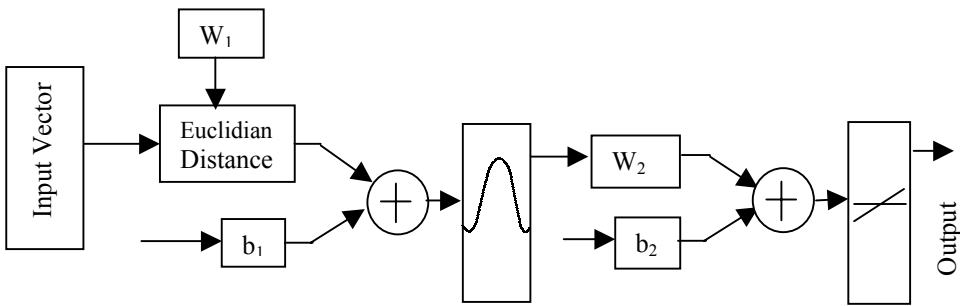 W₁
Input Vector
Euclidian
Distance
b₁
W₂
b₂
Output